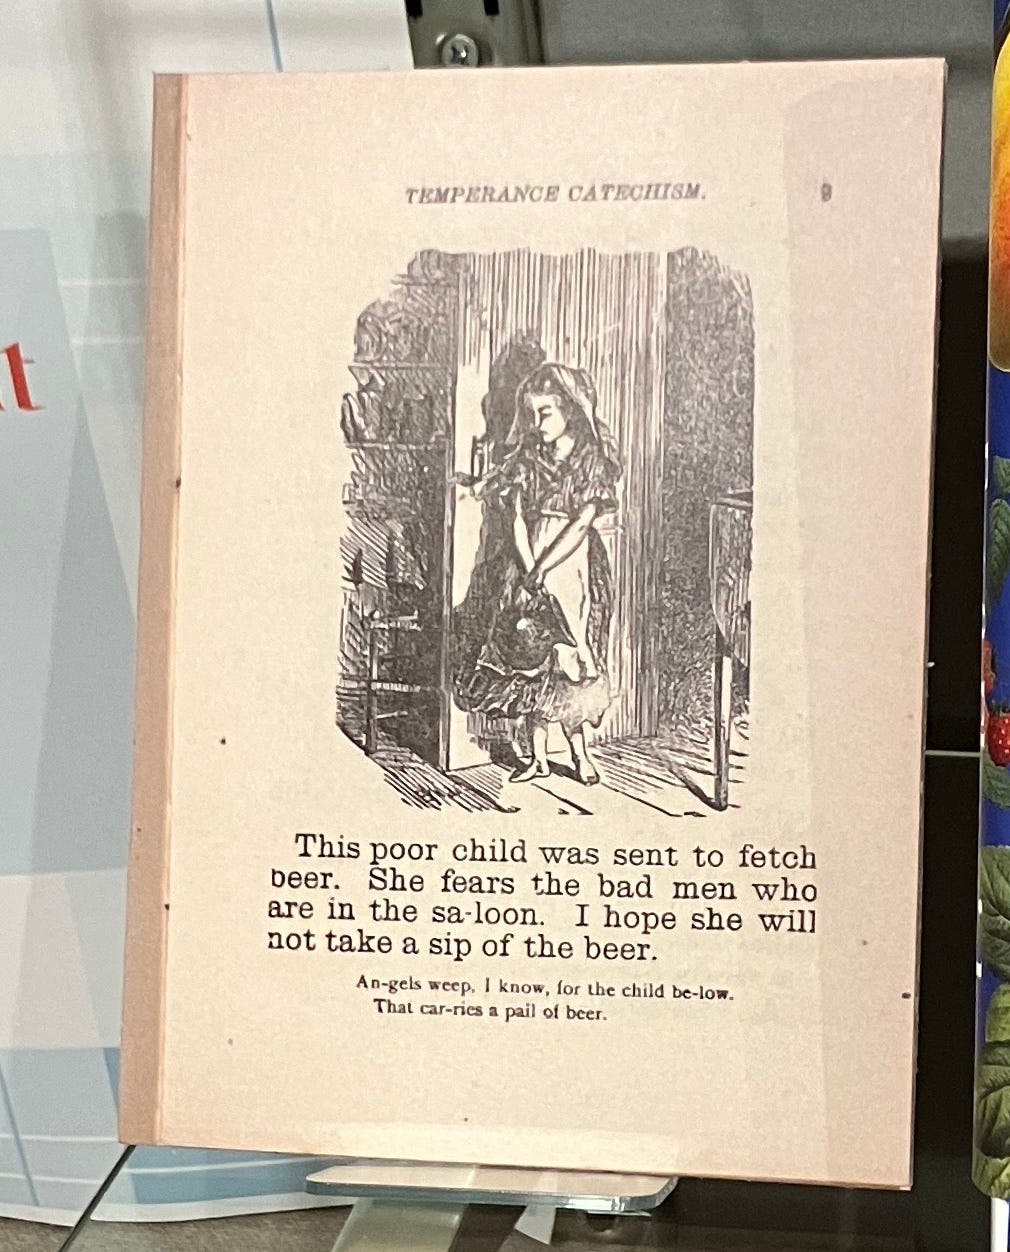 TEMPERANCE CATECHISM. 9
This poor child was sent to fetch
beer. She fears the bad men who
are in the sa-loon. I hope she will
not take a sip of the beer.
An-gels weep, I know, for the child be-low.
That car-ries a pail of beer.